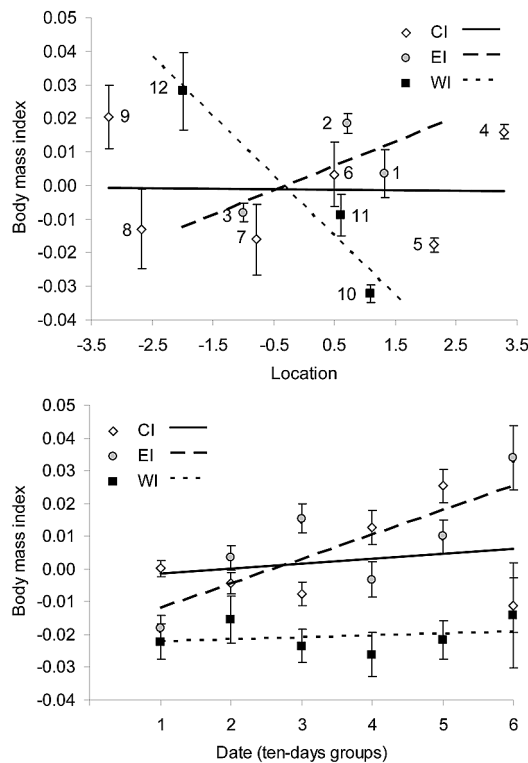 0.05
0.04
0.03
0.02
0.01
0.00
-0.01
-0.02
-0.03
-0.04
Body mass index
CI
EI
WI
12
9
2
4
6
1
3
11
8
7
5
10
-3.5 -2.5 -1.5 -0.5 0.5 1.5 2.5 3.5
Location
0.05
0.04
0.03
0.02
0.01
0.00
-0.01
-0.02
-0.03
-0.04
Body mass index
CI
EI
WI
1 2 3 4 5 6
Date (ten-days groups)